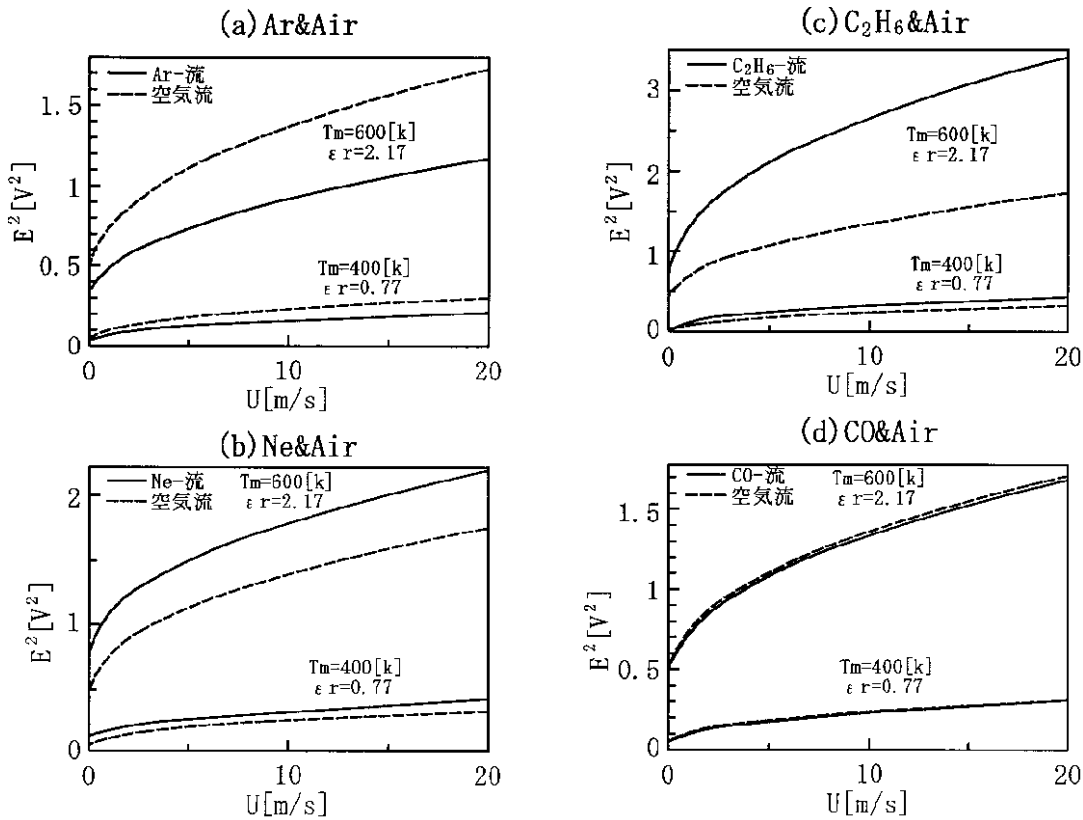 (a)Ar&Air
1.5
1
0.5
0
E²[V²]
Ar-流
空気流
Tm=600[k]
ε r=2.17
Tm=400[k]
ε r=0.77
0
10
20
U[m/s]
(c)C₂H₆&Air
3
2
1
0
E²[V²]
C₂H₆-流
空気流
Tm=600[k]
ε r=2.17
Tm=400[k]
ε r=0.77
0
10
20
U[m/s]
(b)Ne&Air
2
1
0
E²[V²]
Ne-流
空気流
Tm=600[k]
ε r=2.17
Tm=400[k]
ε r=0.77
0
10
20
U[m/s]
(d)CO&Air
1.5
1
0.5
0
E²[V²]
CO-流
空気流
Tm=600[k]
ε r=2.17
Tm=400[k]
ε r=0.77
0
10
20
U[m/s]